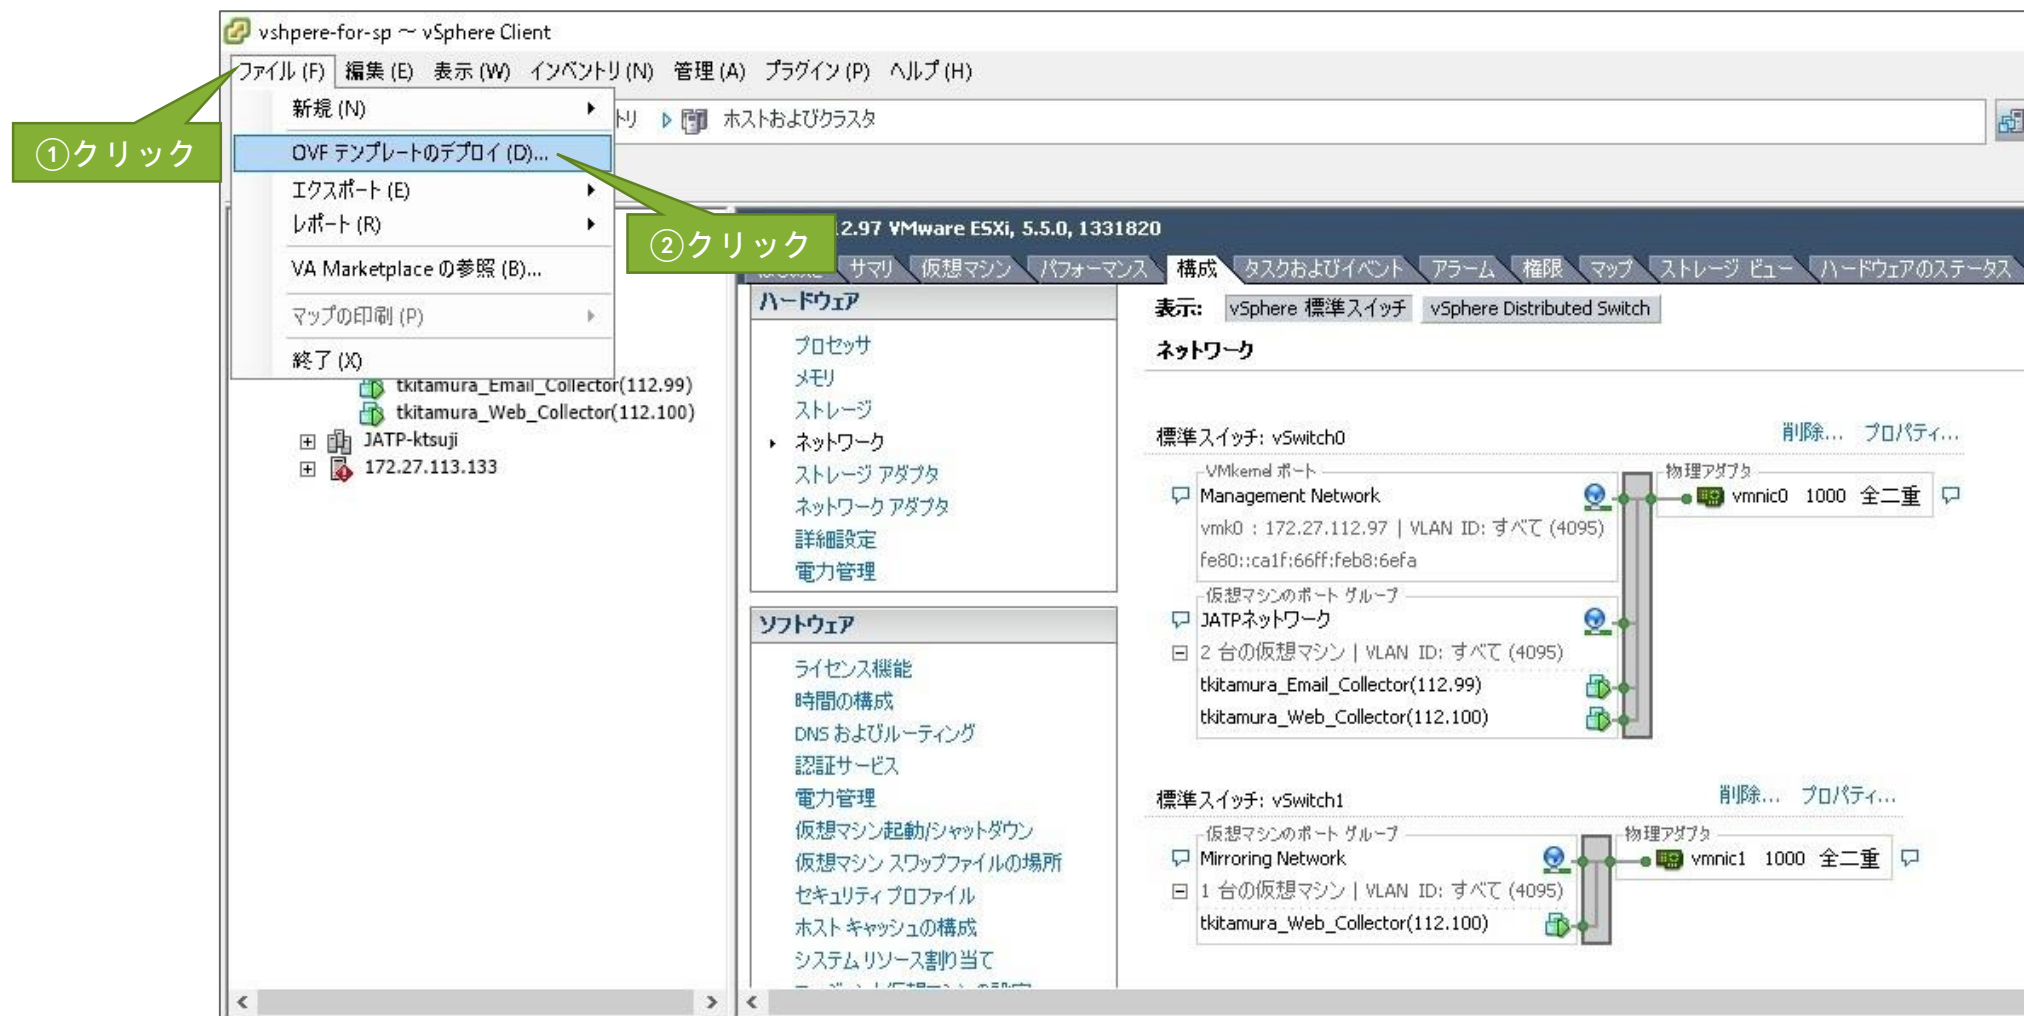 vshpere-for-sp ～ vSphere Client
ファイル (F) 編集 (E) 表示 (W) インベントリ (N) 管理 (A) プラグイン (P) ヘルプ (H)
新規 (N)
トリ ホストおよびクラスタ
①クリック
OVF テンプレートのデプロイ (D)...
エクスポート (E)
レポート (R)
②クリック
VA Marketplace の参照 (B)...
マップの印刷 (P)
終了 (X)
tkitamura_Email_Collector(112.99)
tkitamura_Web_Collector(112.100)
JATP-ktsuji
172.27.113.133
2.97 VMware ESXi, 5.5.0, 1331820
サマリ 仮想マシン パフォーマンス 構成 タスクおよびイベント アラーム 権限 マップ ストレージ ビュー ハードウェアのステータス
ハードウェア
プロセッサ
メモリ
ストレージ
ネットワーク
ストレージ アダプタ
ネットワーク アダプタ
詳細設定
電力管理
ソフトウェア
ライセンス機能
時間の構成
DNS およびルーティング
認証サービス
電力管理
仮想マシン起動/シャットダウン
仮想マシン スワップファイルの場所
セキュリティ プロファイル
ホスト キャッシュの構成
システム リソース割り当て
表示: vSphere 標準スイッチ vSphere Distributed Switch
ネットワーク
標準スイッチ: vSwitch0 削除... プロパティ...
VMkernel ポート 物理アダプタ
Management Network vmnic0 1000 全二重
vmk0 : 172.27.112.97 | VLAN ID: すべて (4095)
fe80::ca1f:66ff:feb8:6efa
仮想マシンのポート グループ
JATPネットワーク
2 台の仮想マシン | VLAN ID: すべて (4095)
tkitamura_Email_Collector(112.99)
tkitamura_Web_Collector(112.100)
標準スイッチ: vSwitch1 削除... プロパティ...
仮想マシンのポート グループ 物理アダプタ
Mirroring Network vmnic1 1000 全二重
1 台の仮想マシン | VLAN ID: すべて (4095)
tkitamura_Web_Collector(112.100)